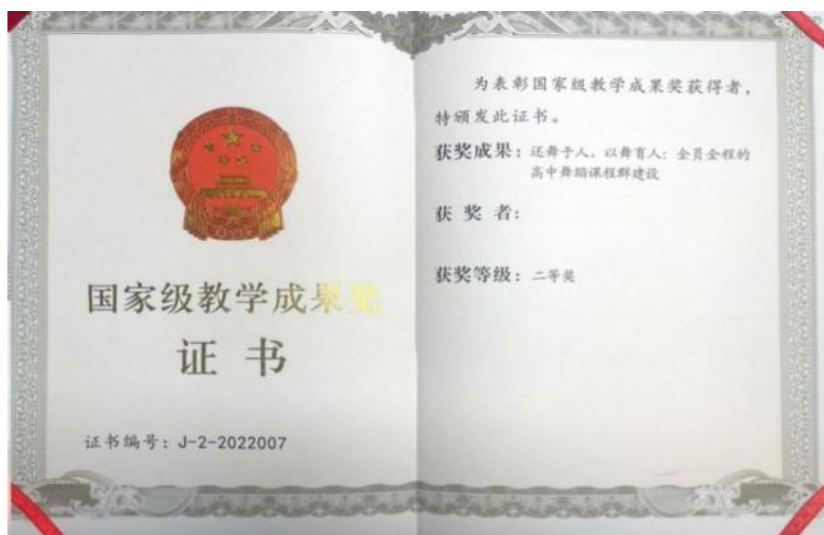 国家级教学成果奖
证书
证书编号：J-2-2022007
为表彰国家级教学成果奖获得者，
特颁发此证书。
获奖成果：还舞于人，以舞育人：全员全程的
高中舞蹈课程群建设
获奖者：
获奖等级：二等奖